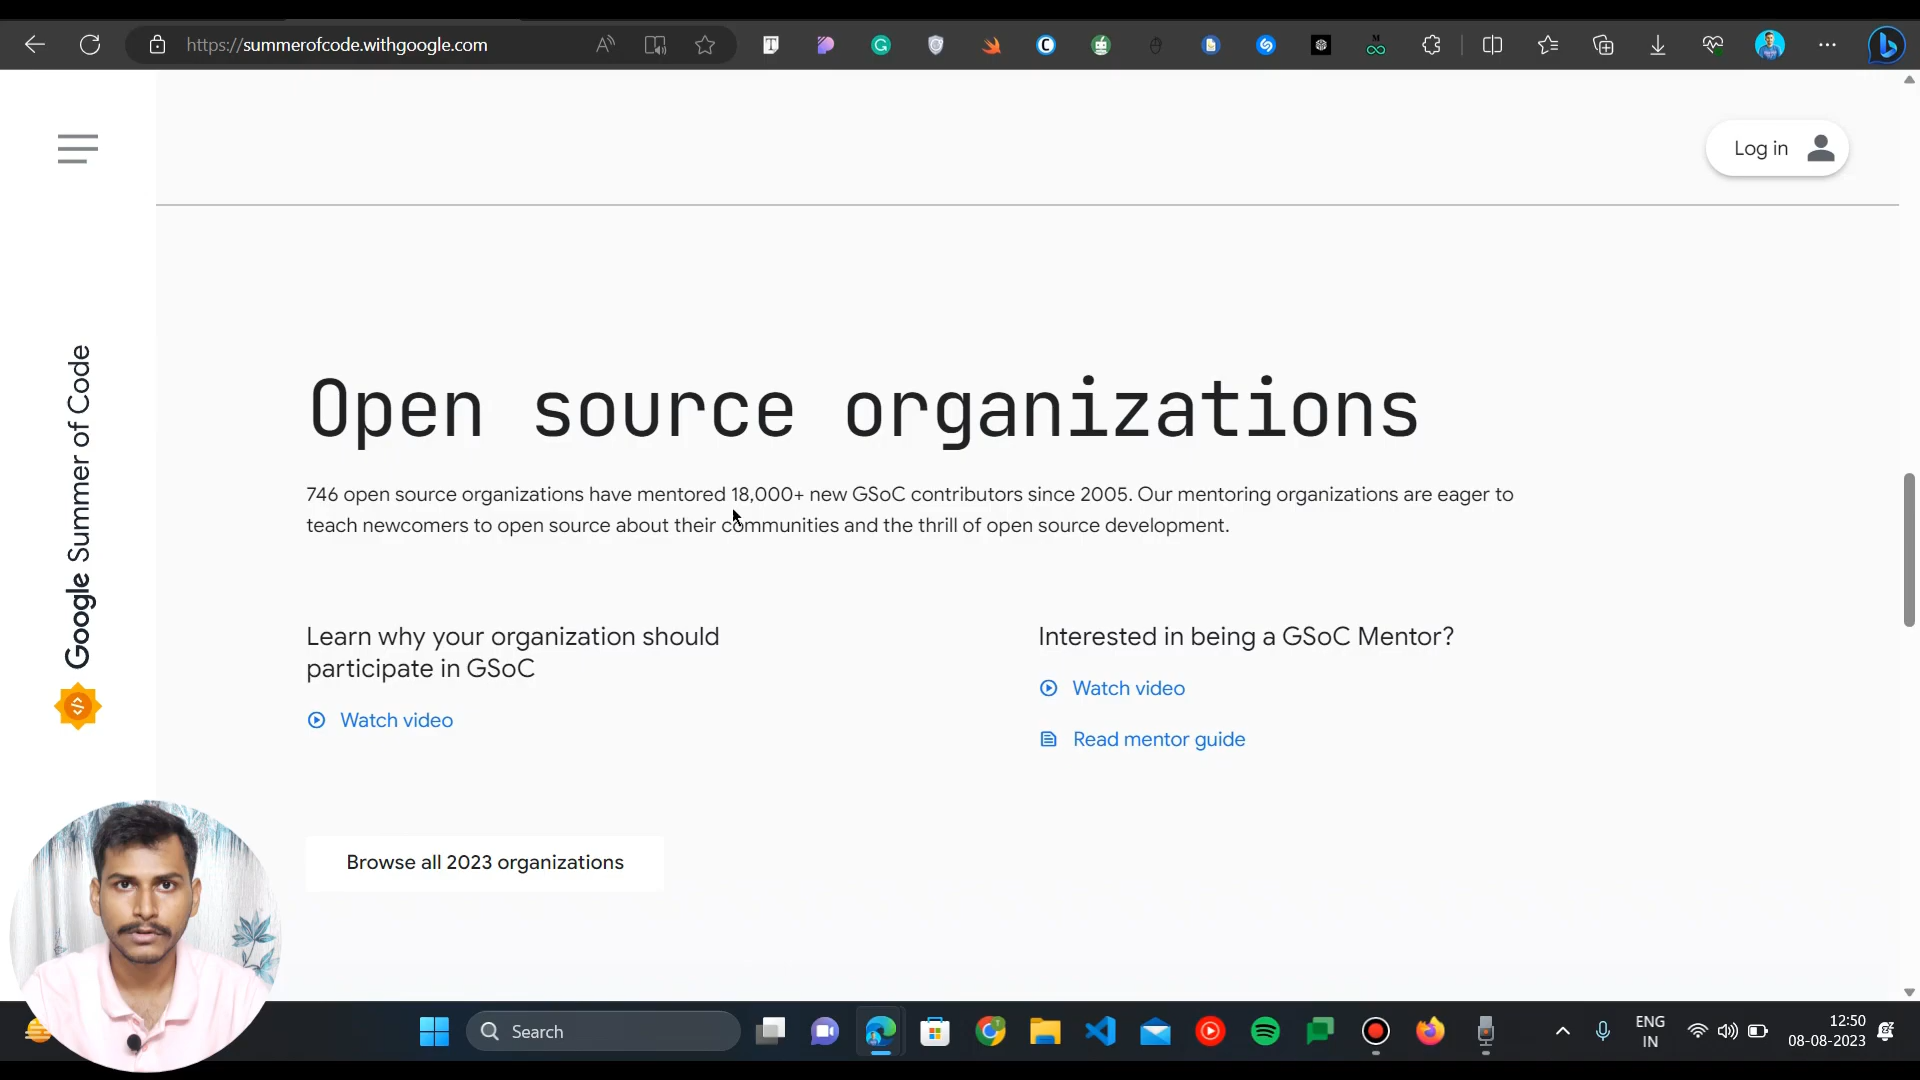 https://summerofcode.withgoogle.com
Log in
Google Summer of Code
Open source organizations
746 open source organizations have mentored 18,000+ new GSoC contributors since 2005. Our mentoring organizations are eager to
teach newcomers to open source about their communities and the thrill of open source development.
Learn why your organization should
participate in GSoC
Watch video
Interested in being a GSoC Mentor?
Watch video
Read mentor guide
Browse all 2023 organizations
Search
ENG
IN
12:50
08-08-2023